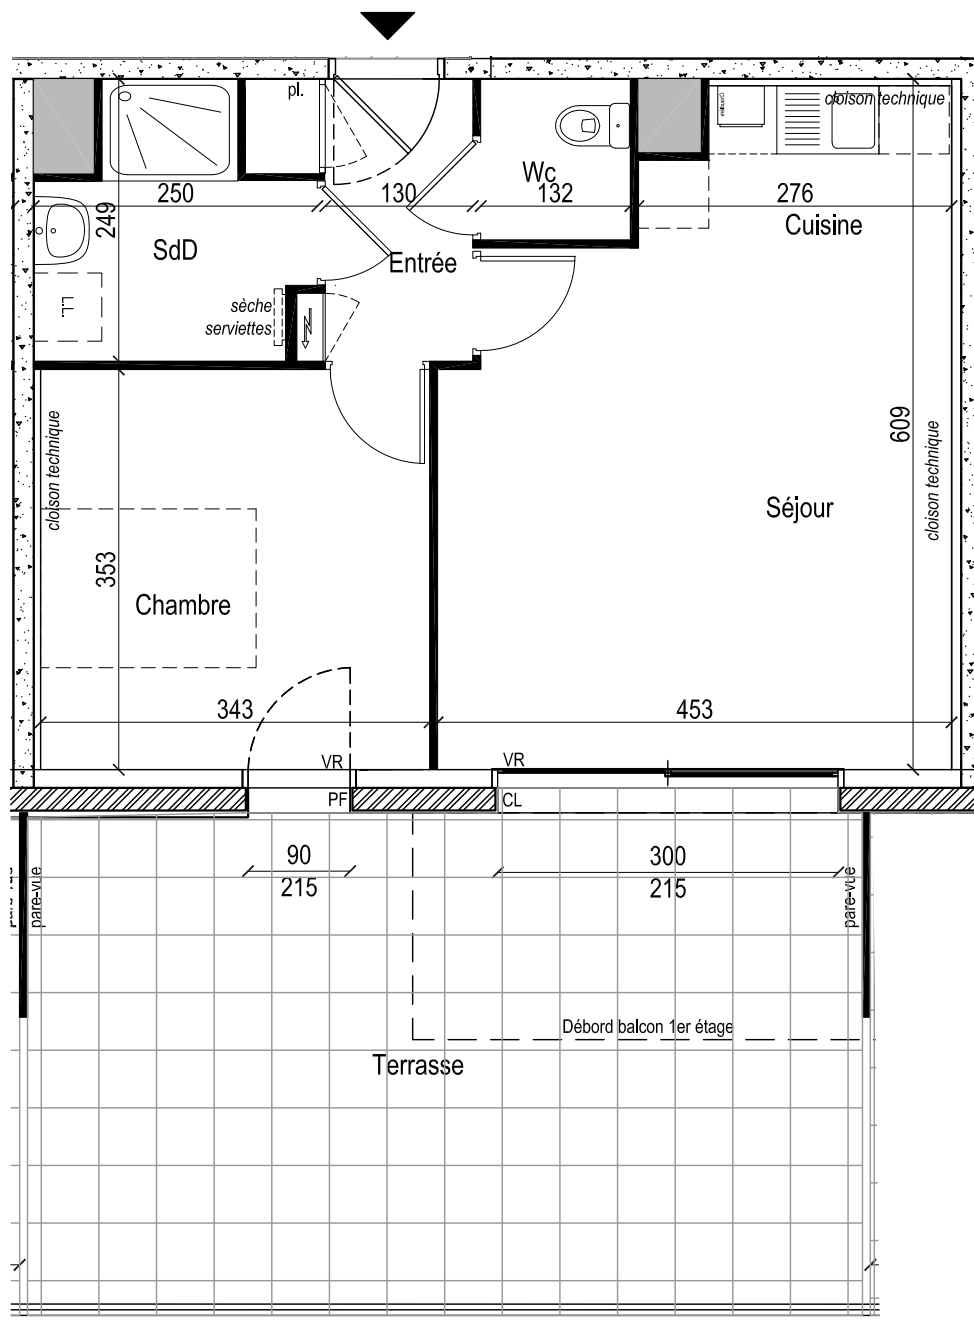 pl.
cloison technique
Wc
250
130
132
276
249
SdD
Entrée
Cuisine
L.L.
sèche
serviettes
cloison technique
609
cloison technique
Séjour
353
Chambre
343
453
VR
VR
PF
CL
90
215
300
215
pare-vue
pare-vue
pare-vue
Débord balcon 1er étage
Terrasse